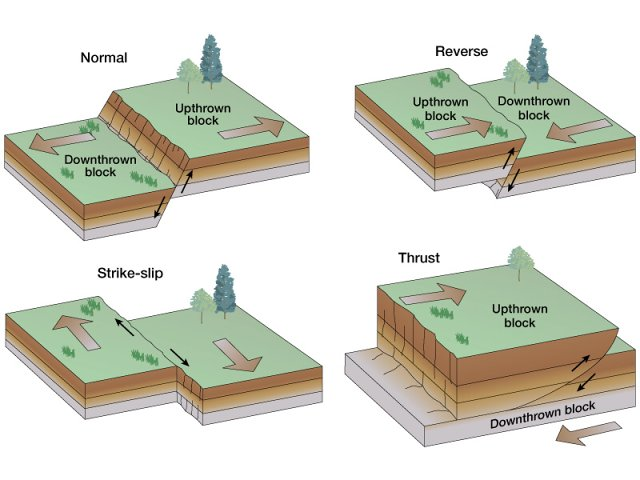 Normal
Upthrown
block
Downthrown
block
Reverse
Upthrown
block
Downthrown
block
Strike-slip
Thrust
Upthrown
block
Downthrown block